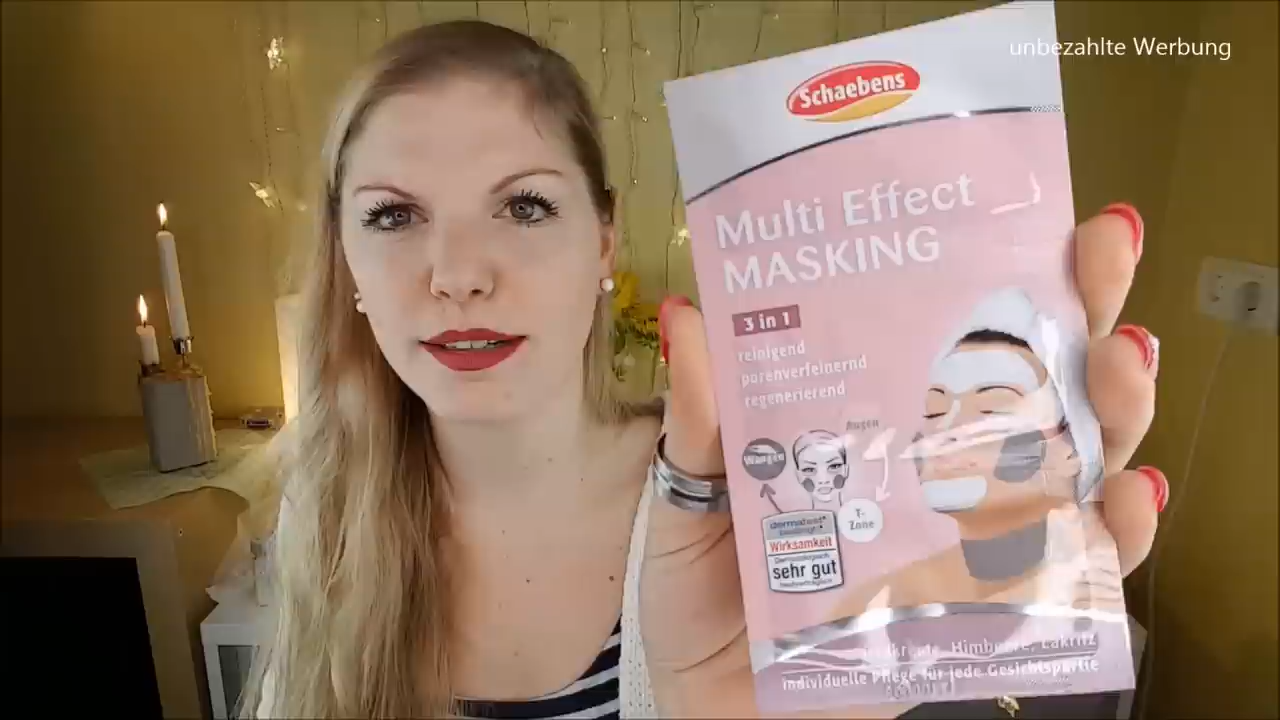 unbezahlte Werbung
Schaebens
Multi Effect
MASKING
3 in 1
reinigend
porenverfeinernd
regenerierend
Augen
Wangen
T-
Zone
dermatest
Wirksamkeit
sehr gut
Himbeere, Lakritz
individuelle Pflege für jede Gesichtspartie